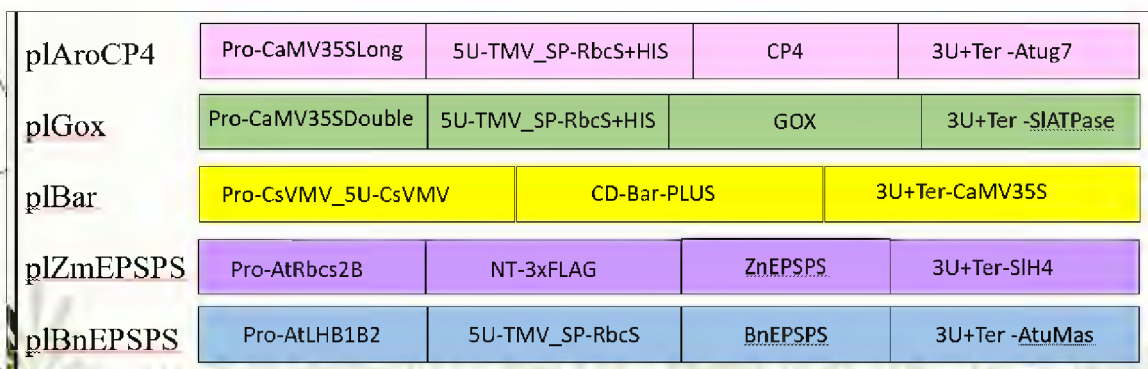 plAroCP4 Pro-CaMV35SLong 5U-TMV_SP-RbcS+HIS CP4 3U+Ter -Atug7
plGox Pro-CaMV35SDouble 5U-TMV_SP-RbcS+HIS GOX 3U+Ter -SlATPase
plBar Pro-CsVMV_5U-CsVMV CD-Bar-PLUS 3U+Ter-CaMV35S
plZmEPSPS Pro-AtRbcs2B NT-3xFLAG ZnEPSPS 3U+Ter-SlH4
plBnEPSPS Pro-AtLHB1B2 5U-TMV_SP-RbcS BnEPSPS 3U+Ter -AtuMas